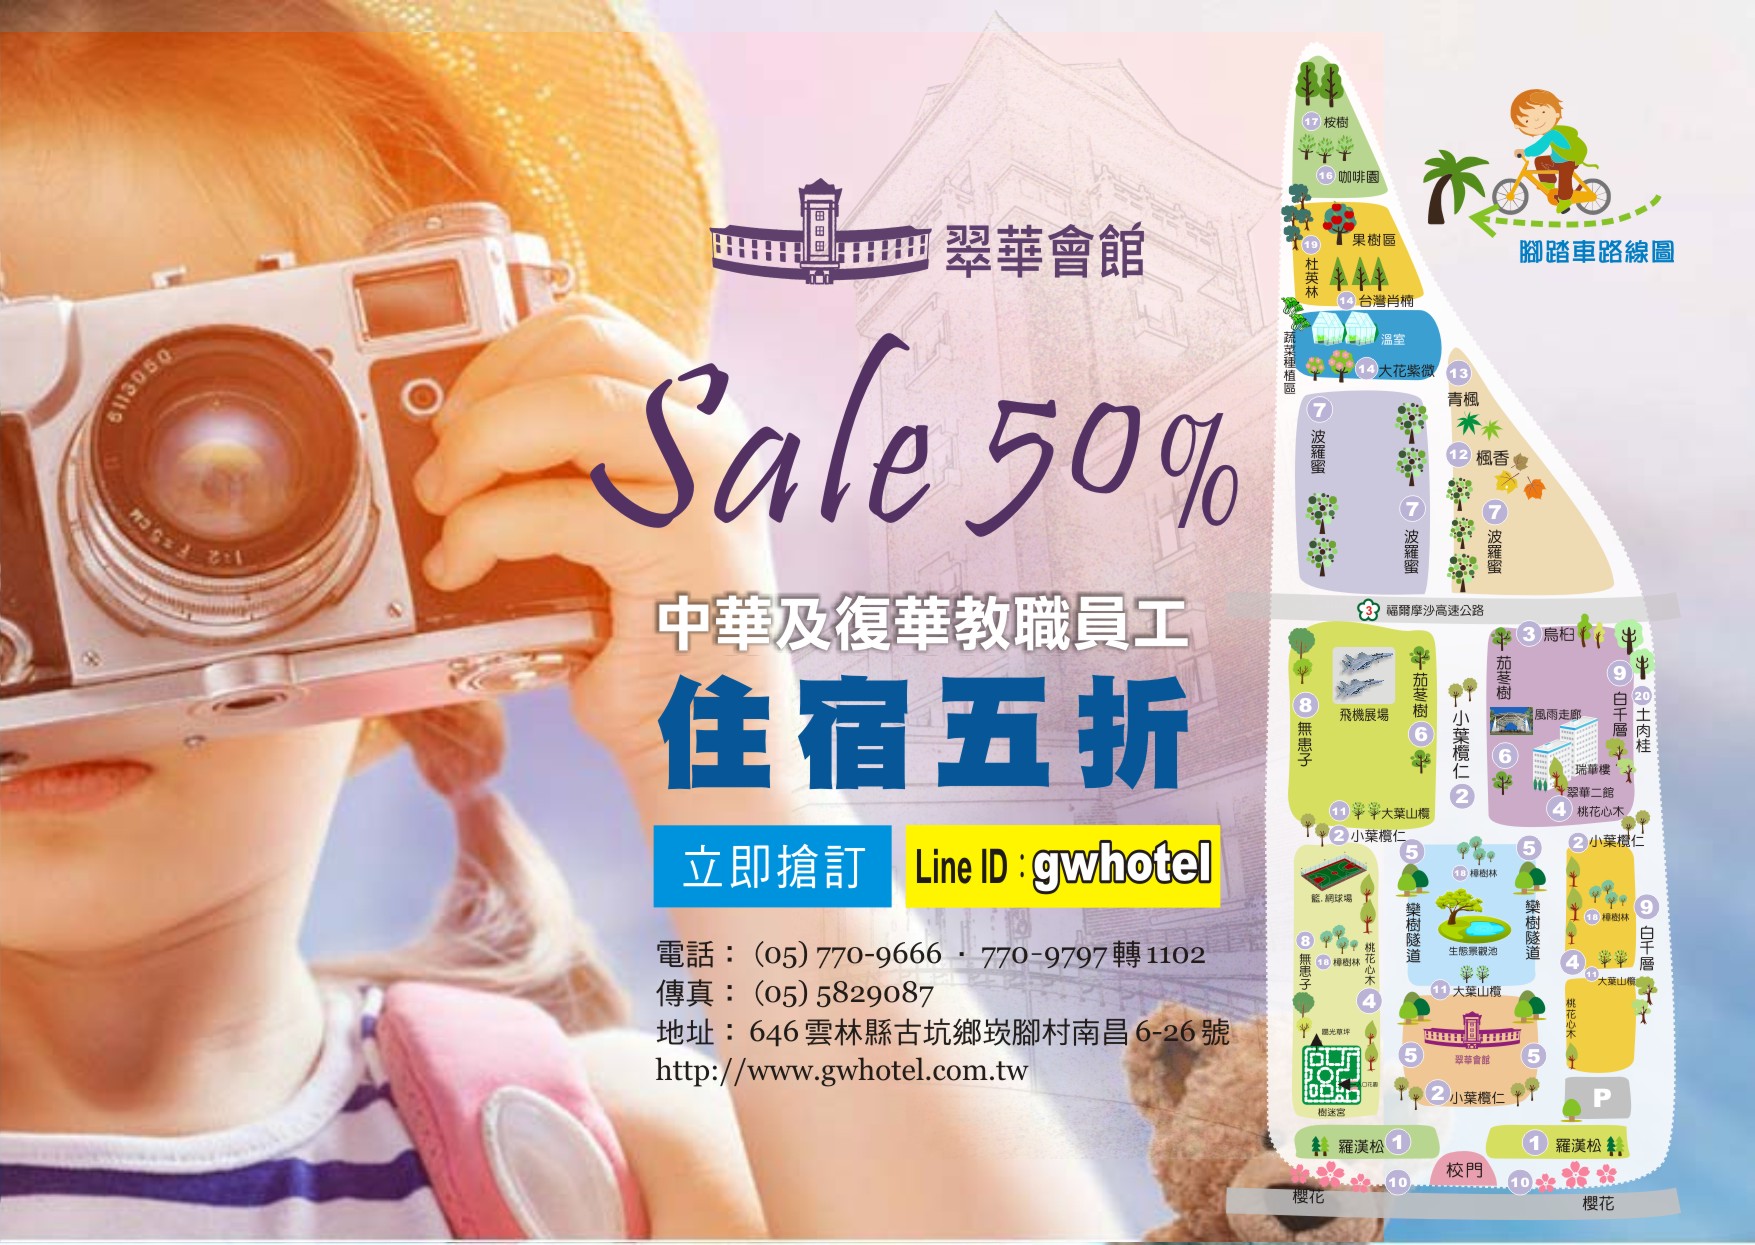 翠華會館
Sale 50%
中華及復華教職員工
住宿五折
立即搶訂
Line ID：gwhotel
電話： (05) 770-9666 · 770-9797 轉 1102
傳真： (05) 5829087
地址： 646 雲林縣古坑鄉崁腳村南昌 6-26 號
http://www.gwhotel.com.tw
5113050
1:2 F=5CM
腳踏車路線圖
17 桉樹
16 咖啡園
果樹區
19 杜英林
14 台灣肖楠
蔬菜種植區
溫室
14 大花紫微
13 青楓
7 波羅蜜
12 楓香
7 波羅蜜
7 波羅蜜
3 福爾摩沙高速公路
飛機展場
8 無患子
茄苳樹 6
小葉欖仁 2
茄苳樹 6
3 烏桕
9 白千層
20 土肉桂
風雨走廊
瑞華樓
翠華二館
4 桃花心木
11 大葉山欖
2 小葉欖仁
2 小葉欖仁
籃.網球場
5 欒樹隧道
18 樟樹林
生態景觀池
5 欒樹隧道
18 樟樹林
9 白千層
8 無患子
18 樟樹林
桃花心木 4
11 大葉山欖
4 桃花心木
11 大葉山欖
陽光草坪
樹迷宮
翠華會館
5
5
2 小葉欖仁
P
羅漢松 1
1 羅漢松
校門
櫻花 10
10 櫻花